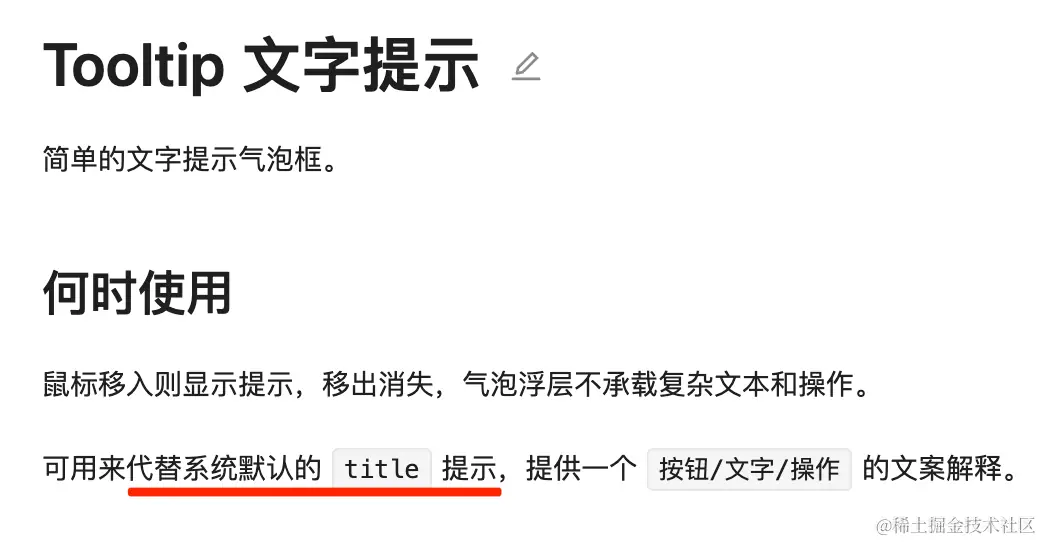 Tooltip 文字提示
简单的文字提示气泡框。
何时使用
鼠标移入则显示提示，移出消失，气泡浮层不承载复杂文本和操作。
可用来代替系统默认的 title 提示，提供一个 按钮/文字/操作 的文案解释。
@稀土掘金技术社区